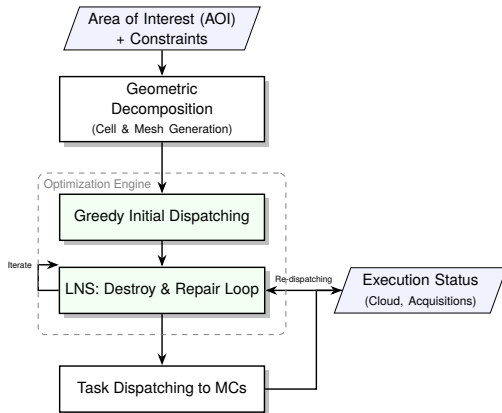 Area of Interest (AOI)
+ Constraints
Geometric
Decomposition
(Cell & Mesh Generation)
Optimization Engine
Greedy Initial Dispatching
Iterate
LNS: Destroy & Repair Loop
Re-dispatching
Execution Status
(Cloud, Acquisitions)
Task Dispatching to MCs